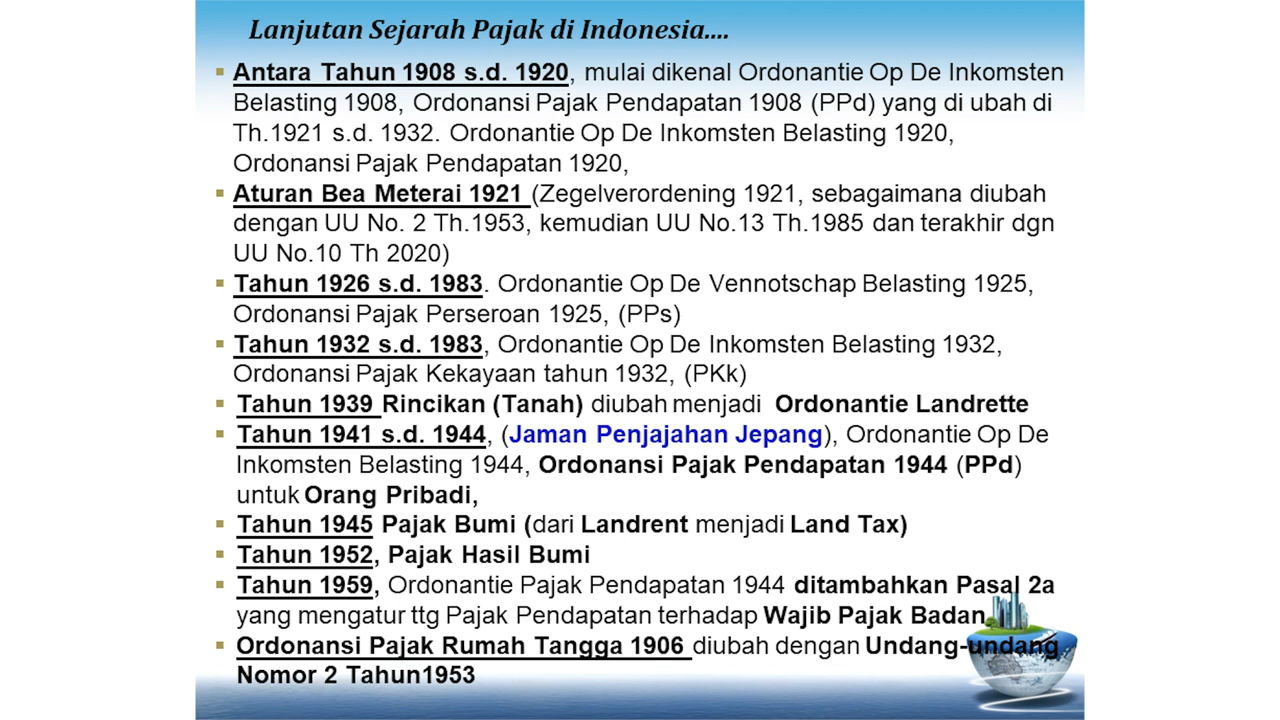 Lanjutan Sejarah Pajak di Indonesia....
▪ Antara Tahun 1908 s.d. 1920, mulai dikenal Ordonantie Op De Inkomsten
Belasting 1908, Ordonansi Pajak Pendapatan 1908 (PPd) yang di ubah di
Th.1921 s.d. 1932. Ordonantie Op De Inkomsten Belasting 1920,
Ordonansi Pajak Pendapatan 1920,
▪ Aturan Bea Meterai 1921 (Zegelverordening 1921, sebagaimana diubah
dengan UU No. 2 Th.1953, kemudian UU No.13 Th.1985 dan terakhir dgn
UU No.10 Th 2020)
▪ Tahun 1926 s.d. 1983. Ordonantie Op De Vennotschap Belasting 1925,
Ordonansi Pajak Perseroan 1925, (PPs)
▪ Tahun 1932 s.d. 1983, Ordonantie Op De Inkomsten Belasting 1932,
Ordonansi Pajak Kekayaan tahun 1932, (PKk)
▪ Tahun 1939 Rincikan (Tanah) diubah menjadi Ordonantie Landrette
▪ Tahun 1941 s.d. 1944, (Jaman Penjajahan Jepang), Ordonantie Op De
Inkomsten Belasting 1944, Ordonansi Pajak Pendapatan 1944 (PPd)
untuk Orang Pribadi,
▪ Tahun 1945 Pajak Bumi (dari Landrent menjadi Land Tax)
▪ Tahun 1952, Pajak Hasil Bumi
▪ Tahun 1959, Ordonantie Pajak Pendapatan 1944 ditambahkan Pasal 2a
yang mengatur ttg Pajak Pendapatan terhadap Wajib Pajak Badan
▪ Ordonansi Pajak Rumah Tangga 1906 diubah dengan Undang-undang
Nomor 2 Tahun1953